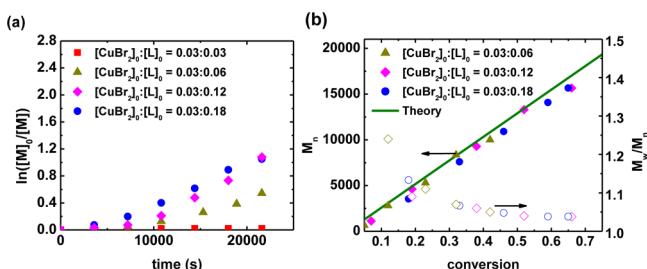 (a)
2.8
2.4
2.0
1.6
1.2
0.8
0.4
0.0
ln([M]0/[M])
[CuBr2]0:[L]0 = 0.03:0.03
[CuBr2]0:[L]0 = 0.03:0.06
[CuBr2]0:[L]0 = 0.03:0.12
[CuBr2]0:[L]0 = 0.03:0.18
0 10000 20000
time (s)
(b)
20000
15000
10000
5000
0
Mn
[CuBr2]0:[L]0 = 0.03:0.06
[CuBr2]0:[L]0 = 0.03:0.12
[CuBr2]0:[L]0 = 0.03:0.18
Theory
1.5
1.4
1.3
1.2
1.1
1.0
Mw/Mn
0.1 0.2 0.3 0.4 0.5 0.6 0.7
conversion